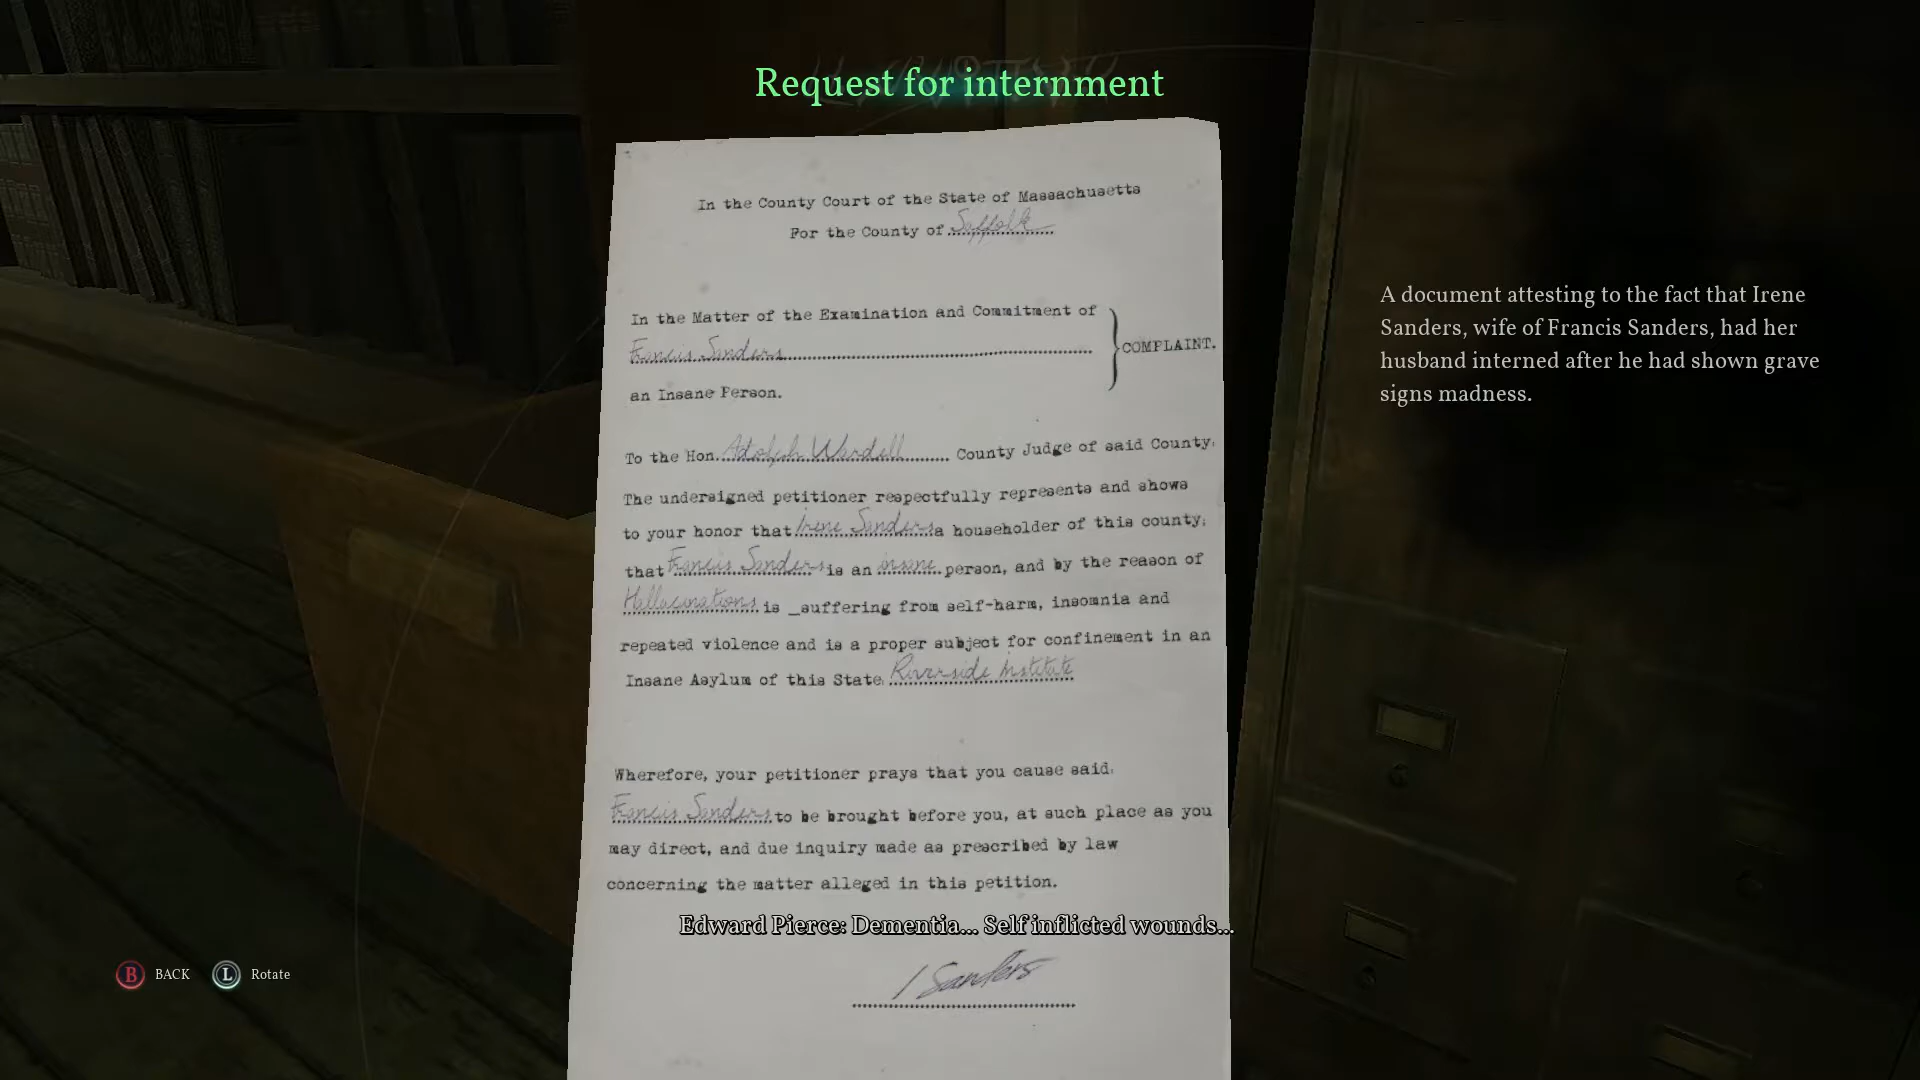 Request for internment
In the County Court of the State of Massachusetts
For the County of Suffolk
In the Matter of the Examination and Commitment of
Francis Sanders
COMPLAINT.
an Insane Person.
To the Hon. Adolph Wardell County Judge of said County.
The undersigned petitioner respectfully represents and shows
to your honor that Irene Sanders a householder of this county;
that Francis Sanders is an insane person, and by the reason of
Hallucinations is _suffering from self-harm, insomnia and
repeated violence and is a proper subject for confinement in an
Insane Asylum of this State. Riverside Institute
Wherefore, your petitioner prays that you cause said.
Francis Sanders to be brought before you, at such place as you
may direct, and due inquiry made as prescribed by law
concerning the matter alleged in this petition.
Edward Pierce: Dementia... Self inflicted wounds...
I Sanders
A document attesting to the fact that Irene
Sanders, wife of Francis Sanders, had her
husband interned after he had shown grave
signs madness.
B BACK L Rotate